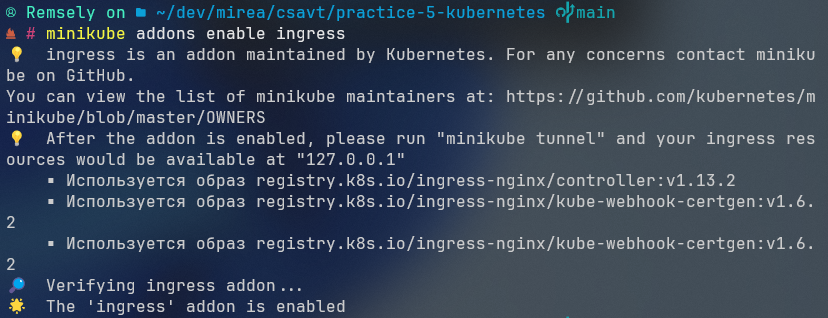 Remsely on ~/dev/mirea/csavt/practice-5-kubernetes main
# minikube addons enable ingress
💡 ingress is an addon maintained by Kubernetes. For any concerns contact miniku
be on GitHub.
You can view the list of minikube maintainers at: https://github.com/kubernetes/m
inikube/blob/master/OWNERS
💡 After the addon is enabled, please run "minikube tunnel" and your ingress res
ources would be available at "127.0.0.1"
▪ Используется образ registry.k8s.io/ingress-nginx/controller:v1.13.2
▪ Используется образ registry.k8s.io/ingress-nginx/kube-webhook-certgen:v1.6.
2
▪ Используется образ registry.k8s.io/ingress-nginx/kube-webhook-certgen:v1.6.
2
🔎 Verifying ingress addon...
🌟 The 'ingress' addon is enabled